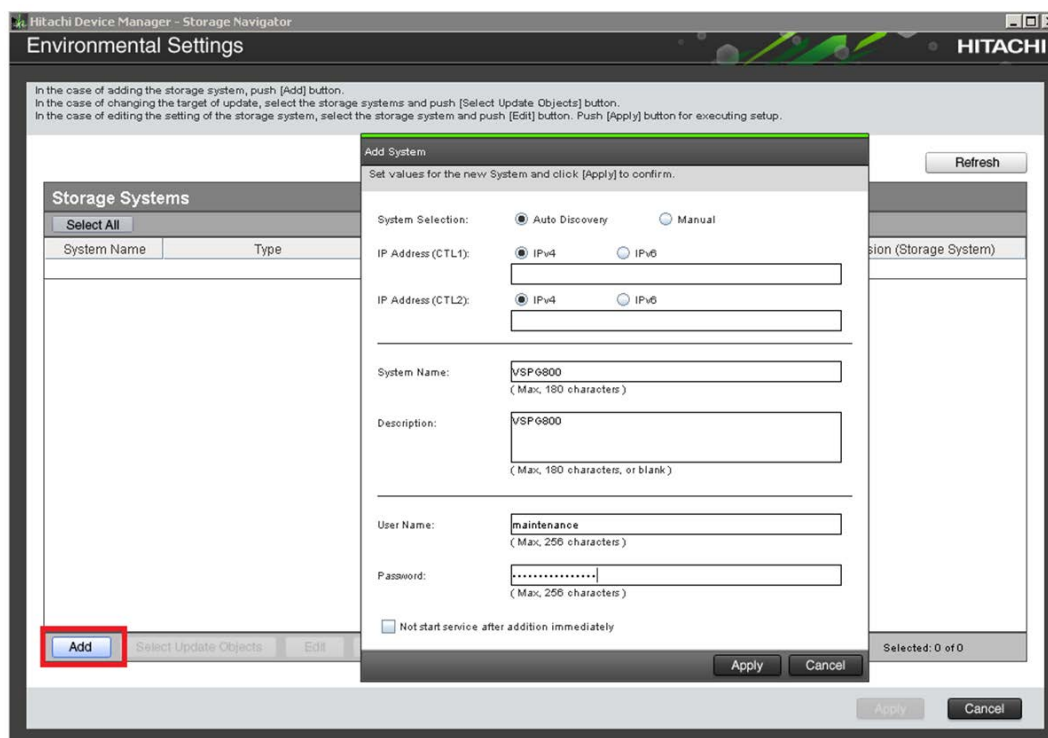 Hitachi Device Manager - Storage Navigator
Environmental Settings
HITACHI
In the case of adding the storage system, push [Add] button.
In the case of changing the target of update, select the storage systems and push [Select Update Objects] button.
In the case of editing the setting of the storage system, select the storage system and push [Edit] button. Push [Apply] button for executing setup.
Refresh
Storage Systems
Select All
System Name Type
sion (Storage System)
Add System
Set values for the new System and click [Apply] to confirm.
System Selection: Auto Discovery Manual
IP Address (CTL1): IPv4 IPv6
IP Address (CTL2): IPv4 IPv6
System Name: VSPG800
( Max, 180 characters )
Description: VSPG800
( Max, 180 characters, or blank )
User Name: maintenance
( Max, 256 characters )
Password: ················
( Max, 256 characters )
Not start service after addition immediately
Apply Cancel
Add Select Update Objects Edit
Selected: 0 of 0
Apply Cancel